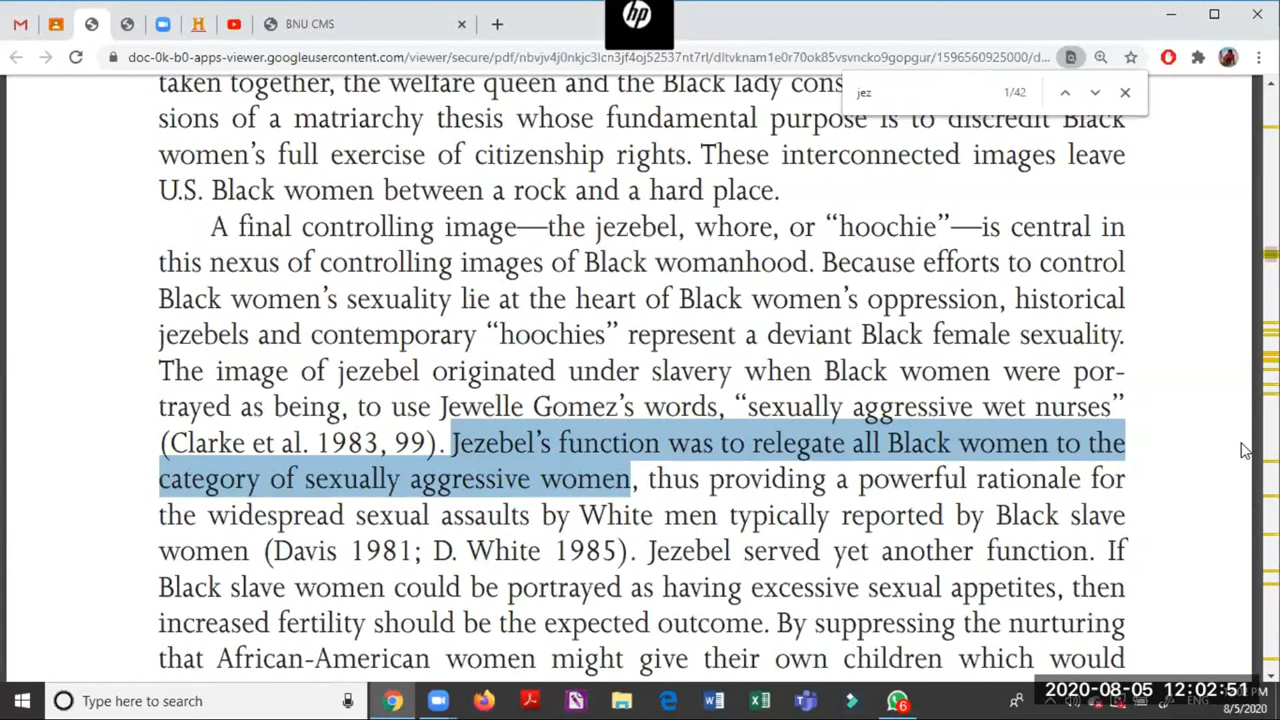 BNU CMS
doc-0k-b0-apps-viewer.googleusercontent.com/viewer/secure/pdf/nbvjv4j0nkjc3lcn3jf4oj52537nt7rl/dltvknam1e0r70ok85vsvncko9gopgur/1596560925000/d...
jez 1/42
taken together, the welfare queen and the Black lady cons
sions of a matriarchy thesis whose fundamental purpose is to discredit Black
women’s full exercise of citizenship rights. These interconnected images leave
U.S. Black women between a rock and a hard place.
A final controlling image—the jezebel, whore, or “hoochie”—is central in
this nexus of controlling images of Black womanhood. Because efforts to control
Black women’s sexuality lie at the heart of Black women’s oppression, historical
jezebels and contemporary “hoochies” represent a deviant Black female sexuality.
The image of jezebel originated under slavery when Black women were por-
trayed as being, to use Jewelle Gomez’s words, “sexually aggressive wet nurses”
(Clarke et al. 1983, 99). Jezebel’s function was to relegate all Black women to the
category of sexually aggressive women, thus providing a powerful rationale for
the widespread sexual assaults by White men typically reported by Black slave
women (Davis 1981; D. White 1985). Jezebel served yet another function. If
Black slave women could be portrayed as having excessive sexual appetites, then
increased fertility should be the expected outcome. By suppressing the nurturing
that African-American women might give their own children which would
Type here to search
2020-08-05 12:02:51
8/5/2020